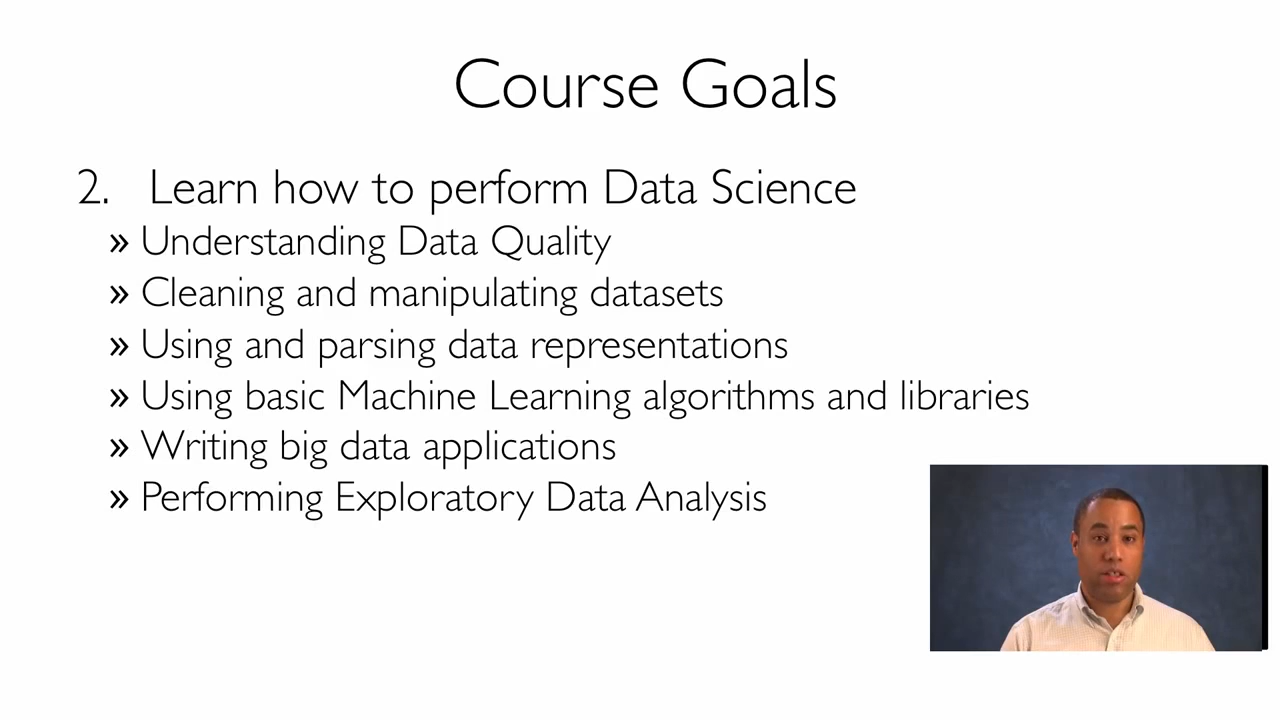 Course Goals
2. Learn how to perform Data Science
» Understanding Data Quality
» Cleaning and manipulating datasets
» Using and parsing data representations
» Using basic Machine Learning algorithms and libraries
» Writing big data applications
» Performing Exploratory Data Analysis